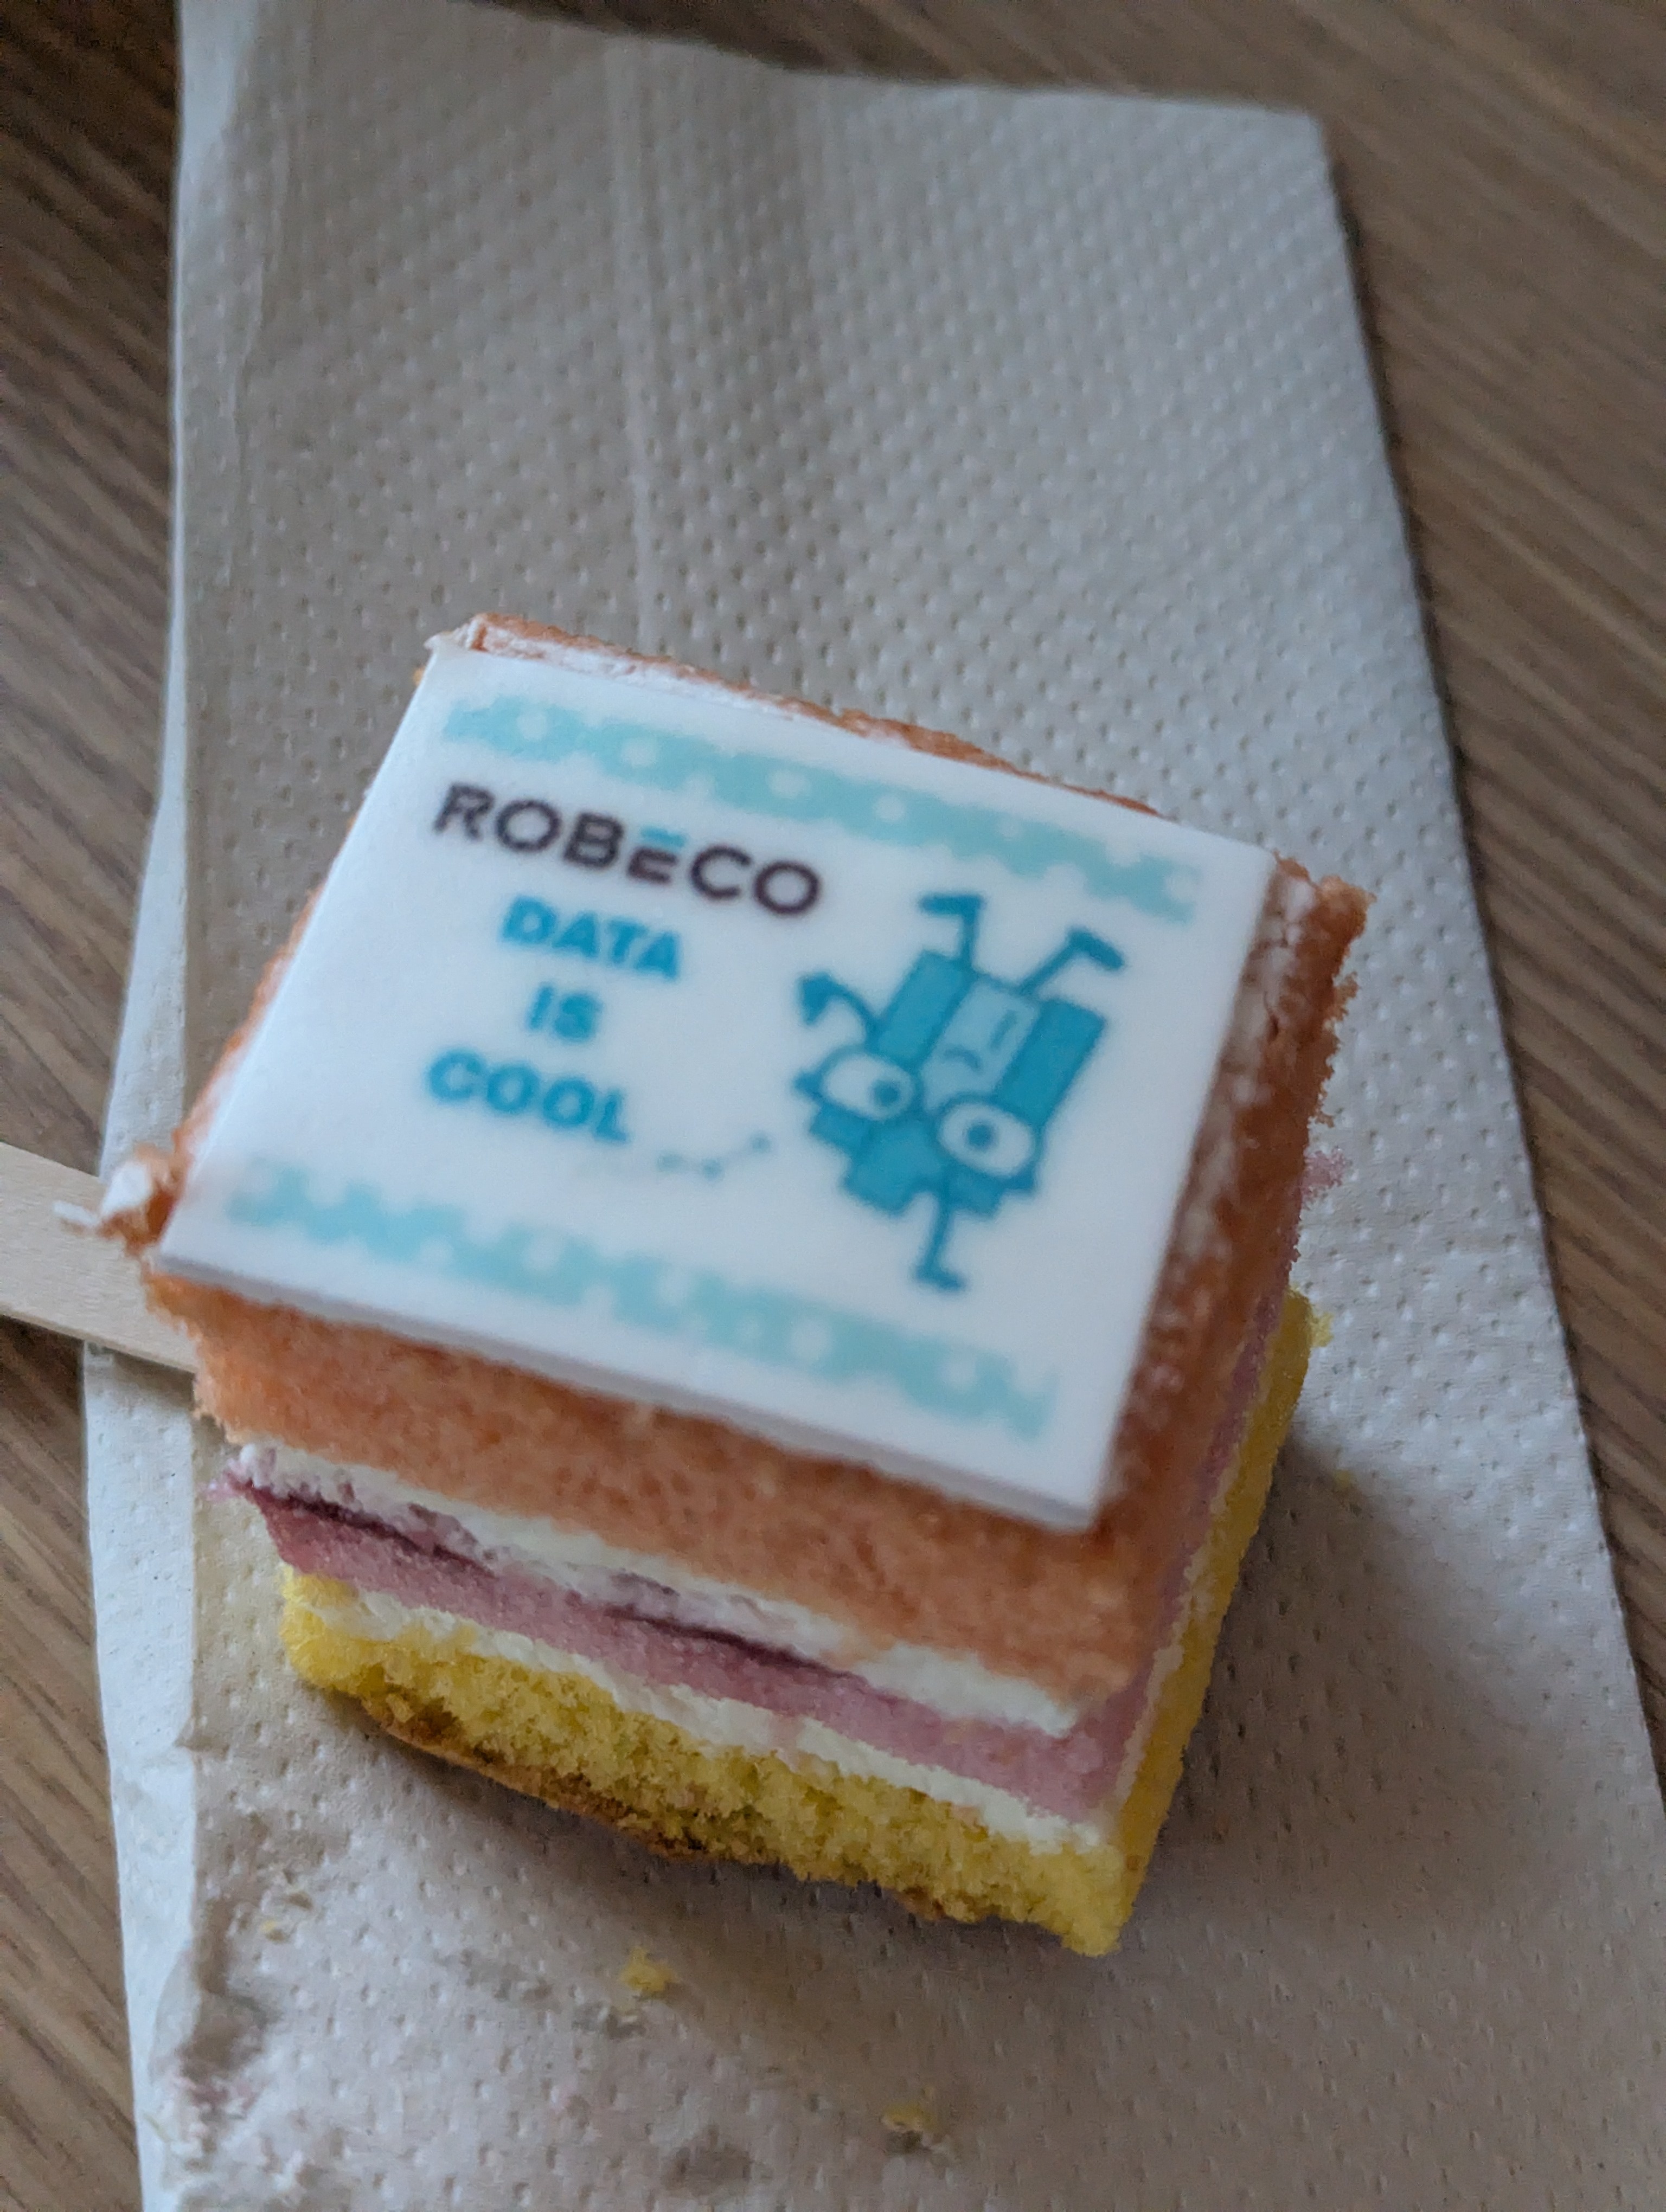 ROBECO
DATA
IS
COOL